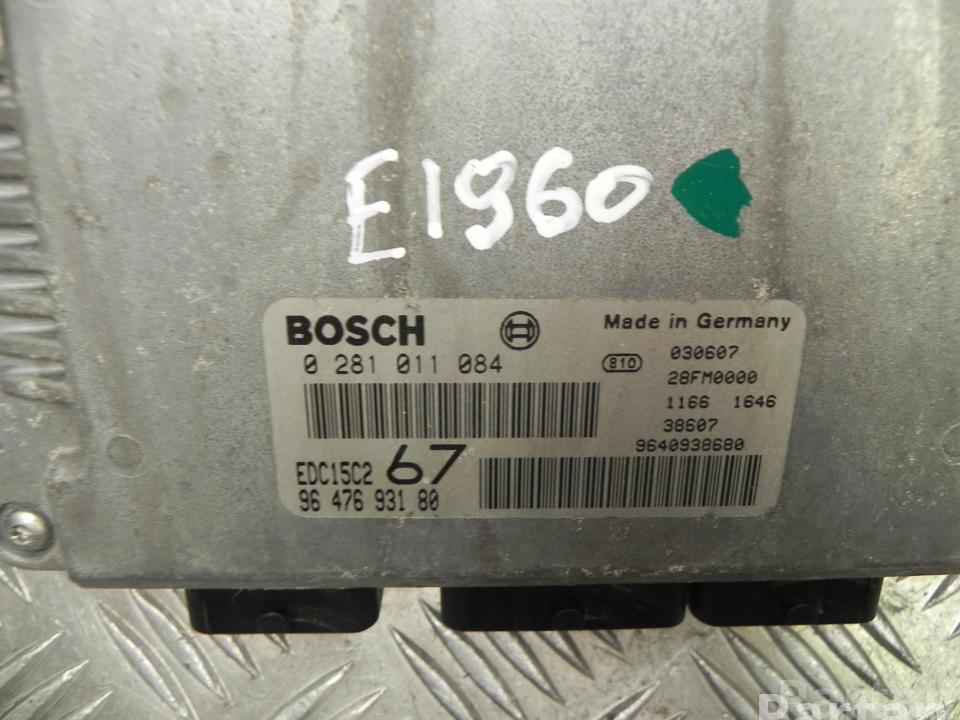 E1960
BOSCH
Made in Germany
0 281 011 084
810
030607
28FM0000
1166 1646
38607
9640938680
EDC15C2
67
96 476 931 80